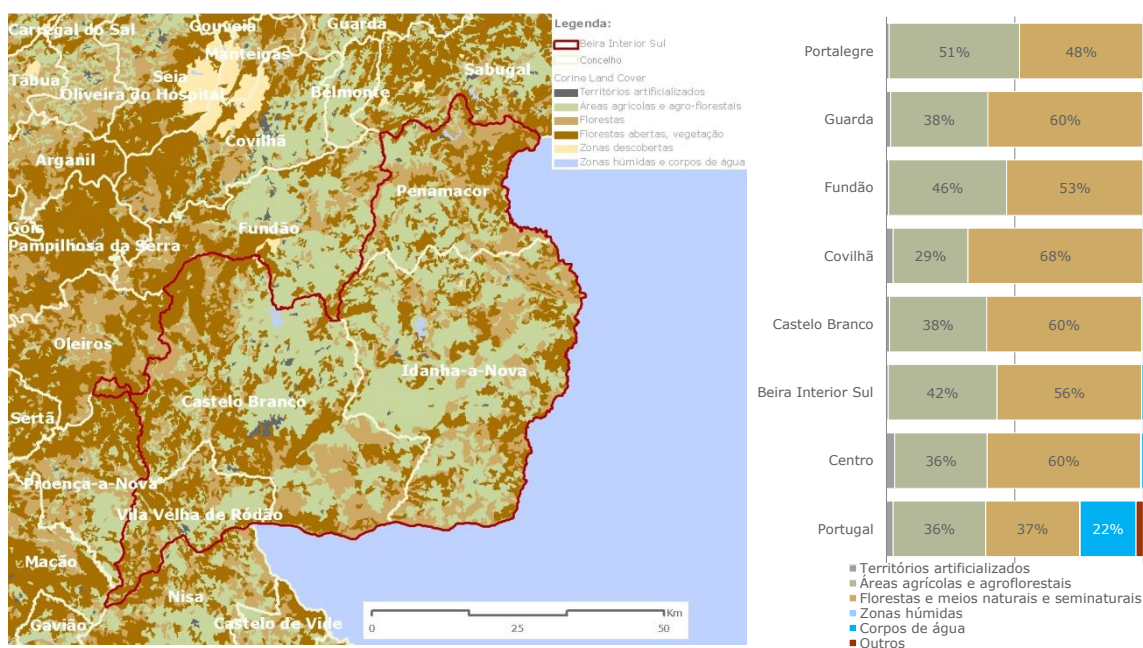 Carregal do Sal
Gouveia
Guarda
Manteigas
Tábua
Seia
Oliveira do Hospital
Belmonte
Sabugal
Covilhã
Arganil
Penamacor
Fundão
Góis
Pampilhosa da Serra
Oleiros
Idanha-a-Nova
Castelo Branco
Sertã
Proença-a-Nova
Vila Velha de Ródão
Mação
Nisa
Gavião
Castelo de Vide
Legenda:
Beira Interior Sul
Concelho
Corine Land Cover
Territórios artificializados
Áreas agrícolas e agro-florestais
Florestas
Florestas abertas, vegetação
Zonas descobertas
Zonas húmidas e corpos de água
Km
0 25 50
Portalegre 51% 48%
Guarda 38% 60%
Fundão 46% 53%
Covilhã 29% 68%
Castelo Branco 38% 60%
Beira Interior Sul 42% 56%
Centro 36% 60%
Portugal 36% 37% 22%
Territórios artificializados
Áreas agrícolas e agroflorestais
Florestas e meios naturais e seminaturais
Zonas húmidas
Corpos de água
Outros